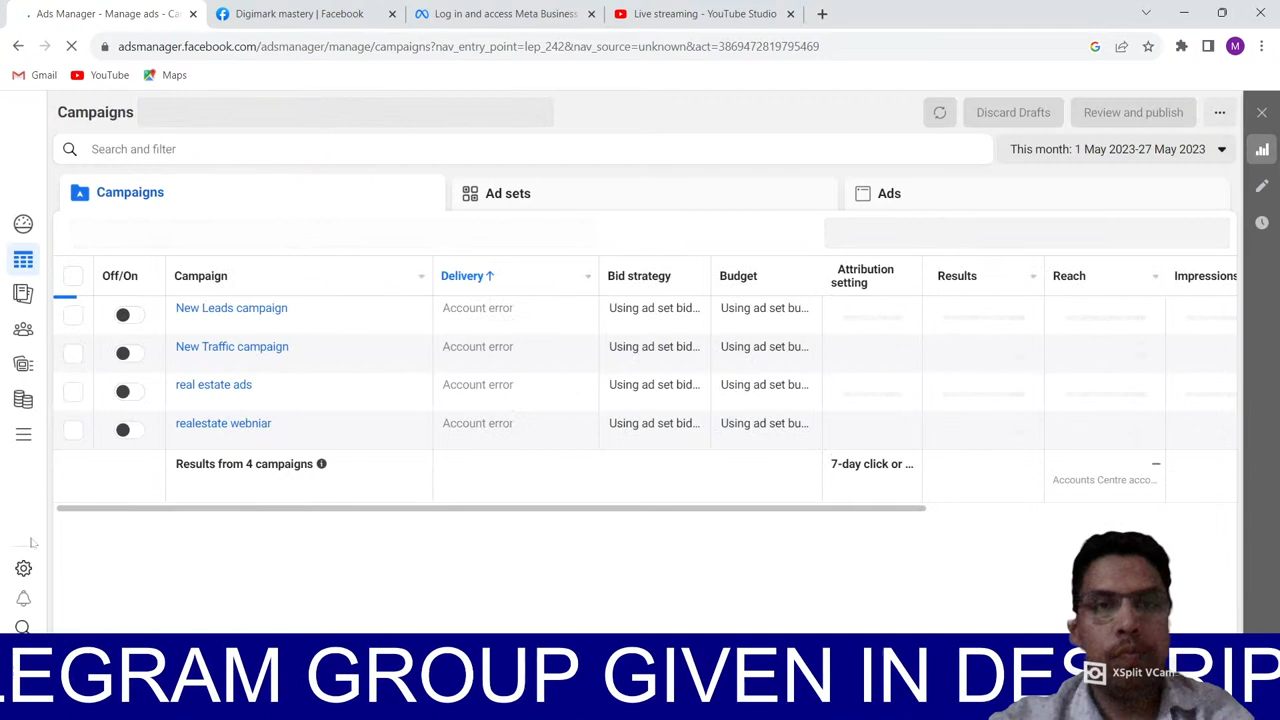 Ads Manager - Manage ads - Ca
Digimark mastery | Facebook
Log in and access Meta Business
Live streaming - YouTube Studio
adsmanager.facebook.com/adsmanager/manage/campaigns?nav_entry_point=lep_242&nav_source=unknown&act=3869472819795469
M
Gmail
YouTube
Maps
Campaigns
Discard Drafts
Review and publish
Search and filter
This month: 1 May 2023-27 May 2023
Campaigns
Ad sets
Ads
Off/On
Campaign
Delivery ↑
Bid strategy
Budget
Attribution
setting
Results
Reach
Impressions
New Leads campaign
Account error
Using ad set bid...
Using ad set bu...
New Traffic campaign
Account error
Using ad set bid...
Using ad set bu...
real estate ads
Account error
Using ad set bid...
Using ad set bu...
realestate webniar
Account error
Using ad set bid...
Using ad set bu...
Results from 4 campaigns
7-day click or ...
—
Accounts Centre acco...
LEGRAM GROUP GIVEN IN DESCRIP
XSplit VCam